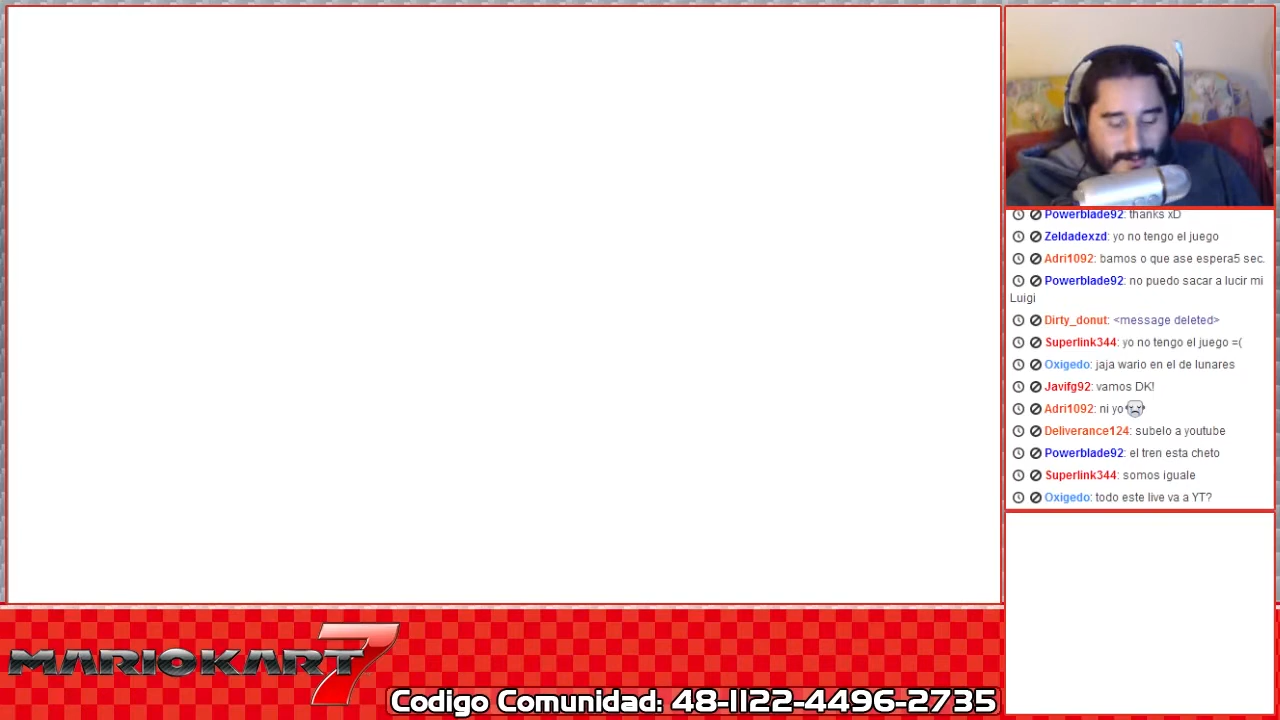 Powerblade92: thanks xD
Zeldadexzd: yo no tengo el juego
Adri1092: bamos o que ase espera5 sec.
Powerblade92: no puedo sacar a lucir mi
Luigi
Dirty_donut: <message deleted>
Superlink344: yo no tengo el juego =(
Oxigedo: jaja wario en el de lunares
Javifg92: vamos DK!
Adri1092: ni yo
Deliverance124: subelo a youtube
Powerblade92: el tren esta cheto
Superlink344: somos iguale
Oxigedo: todo este live va a YT?
MARIOKART 7
Codigo Comunidad: 48-1122-4496-2735